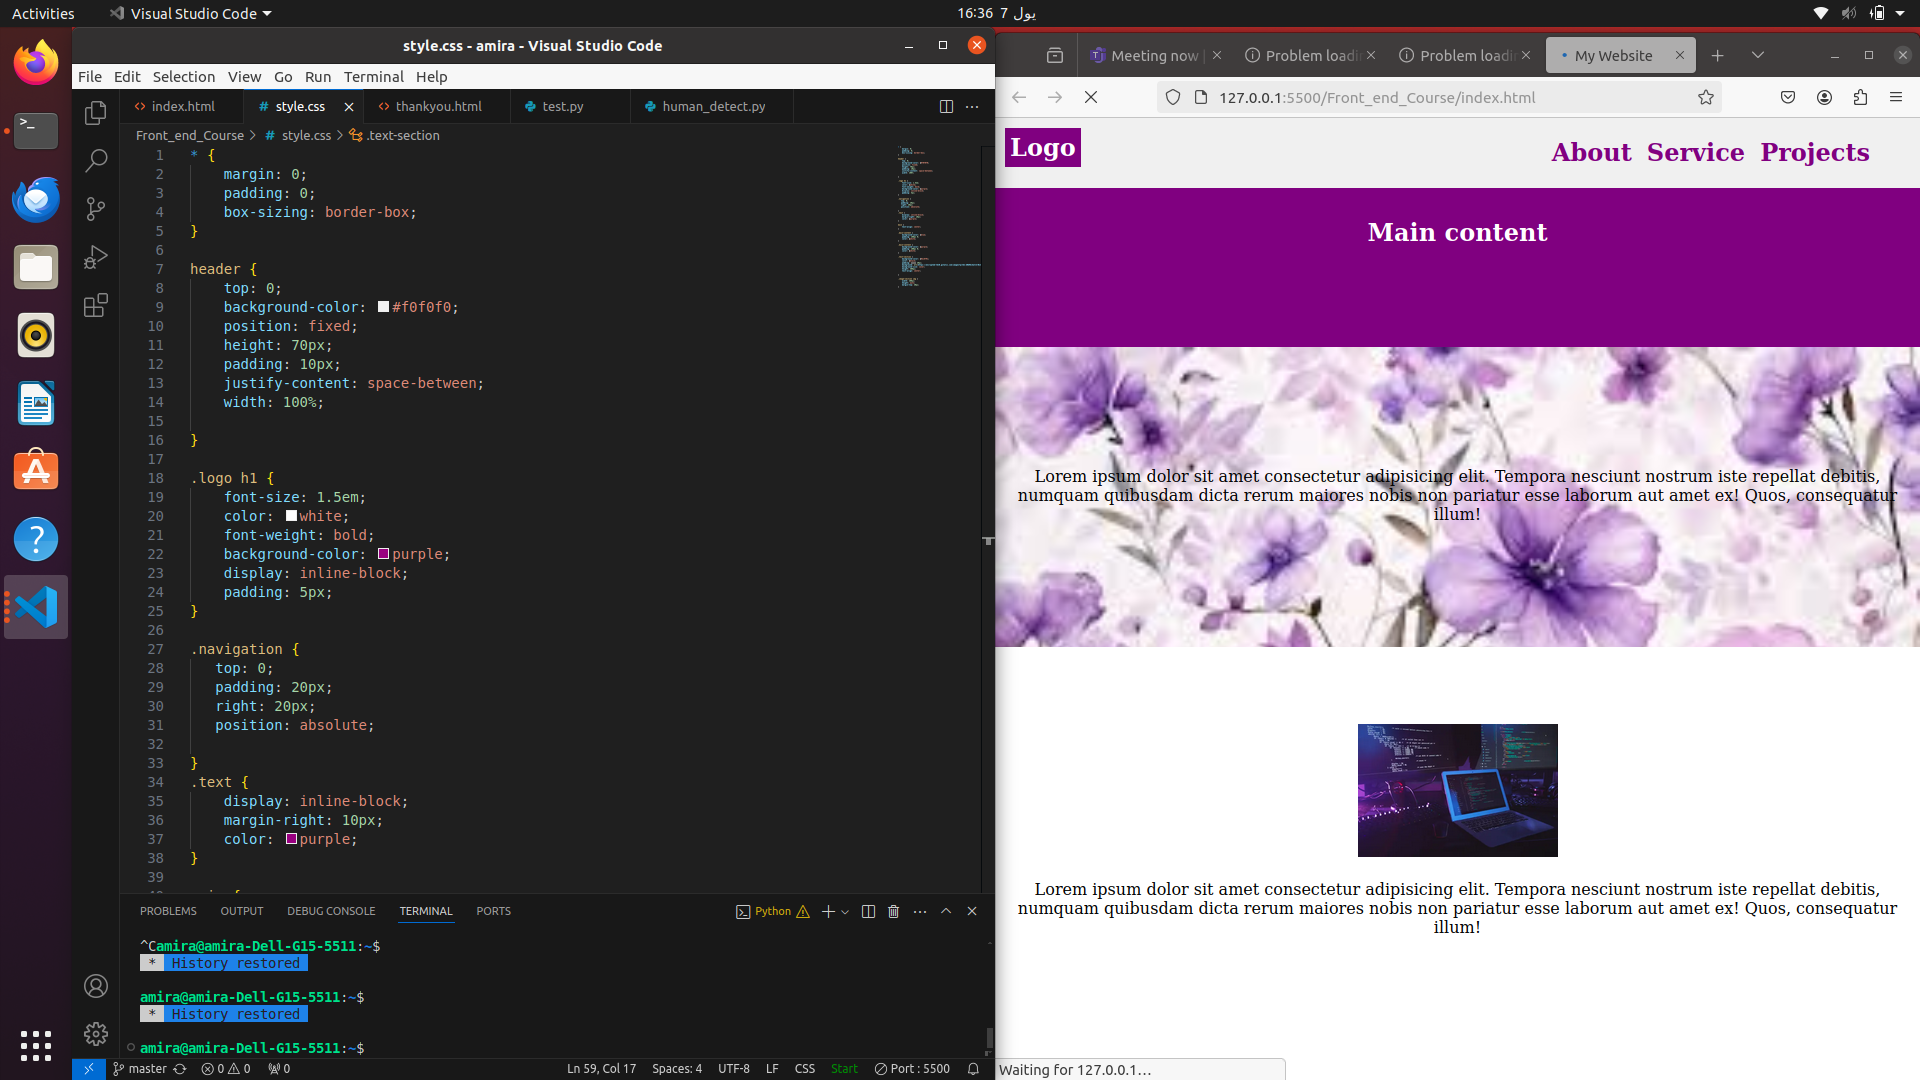 Activities
Visual Studio Code
16:36  7 يول
style.css - amira - Visual Studio Code
File Edit Selection View Go Run Terminal Help
index.html
style.css
thankyou.html
test.py
human_detect.py
Front_end_Course > style.css > .text-section
1 * {
2 margin: 0;
3 padding: 0;
4 box-sizing: border-box;
5 }
6
7 header {
8 top: 0;
9 background-color: #f0f0f0;
10 position: fixed;
11 height: 70px;
12 padding: 10px;
13 justify-content: space-between;
14 width: 100%;
15
16 }
17
18 .logo h1 {
19 font-size: 1.5em;
20 color: white;
21 font-weight: bold;
22 background-color: purple;
23 display: inline-block;
24 padding: 5px;
25 }
26
27 .navigation {
28 top: 0;
29 padding: 20px;
30 right: 20px;
31 position: absolute;
32
33 }
34 .text {
35 display: inline-block;
36 margin-right: 10px;
37 color: purple;
38 }
39
PROBLEMS OUTPUT DEBUG CONSOLE TERMINAL PORTS
Python
^Camira@amira-Dell-G15-5511:~$
* History restored
amira@amira-Dell-G15-5511:~$
* History restored
amira@amira-Dell-G15-5511:~$
master 0 0 0
Ln 59, Col 17 Spaces: 4 UTF-8 LF CSS Start Port : 5500
Meeting now |
Problem loadin
Problem loadin
My Website
127.0.0.1:5500/Front_end_Course/index.html
Logo
About Service Projects
Main content
Lorem ipsum dolor sit amet consectetur adipisicing elit. Tempora nesciunt nostrum iste repellat debitis,
numquam quibusdam dicta rerum maiores nobis non pariatur esse laborum aut amet ex! Quos, consequatur
illum!
Lorem ipsum dolor sit amet consectetur adipisicing elit. Tempora nesciunt nostrum iste repellat debitis,
numquam quibusdam dicta rerum maiores nobis non pariatur esse laborum aut amet ex! Quos, consequatur
illum!
Waiting for 127.0.0.1…